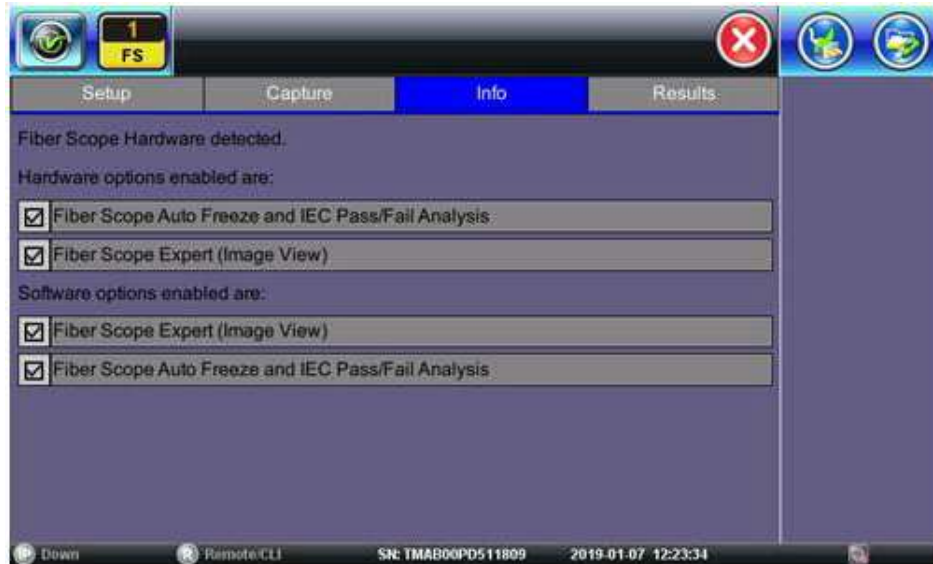 1
FS
Setup Capture Info Results
Fiber Scope Hardware detected.
Hardware options enabled are:
Fiber Scope Auto Freeze and IEC Pass/Fail Analysis
Fiber Scope Expert (Image View)
Software options enabled are:
Fiber Scope Expert (Image View)
Fiber Scope Auto Freeze and IEC Pass/Fail Analysis
IP Down R Remote/CLI SN: TMAB00PD511809 2019-01-07 12:23:34